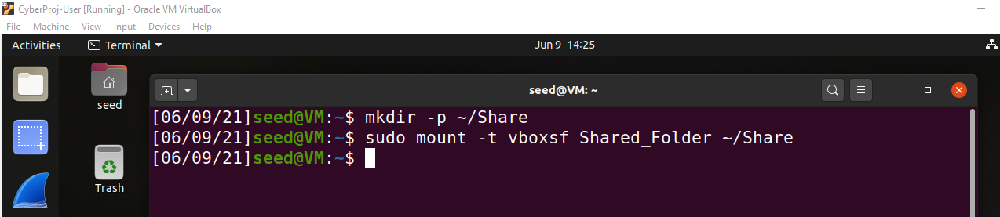 CyberProj-User [Running] - Oracle VM VirtualBox
File Machine View Input Devices Help
Activities Terminal Jun 9 14:25
seed@VM: ~
seed
Trash
[06/09/21]seed@VM:~$ mkdir -p ~/Share
[06/09/21]seed@VM:~$ sudo mount -t vboxsf Shared_Folder ~/Share
[06/09/21]seed@VM:~$